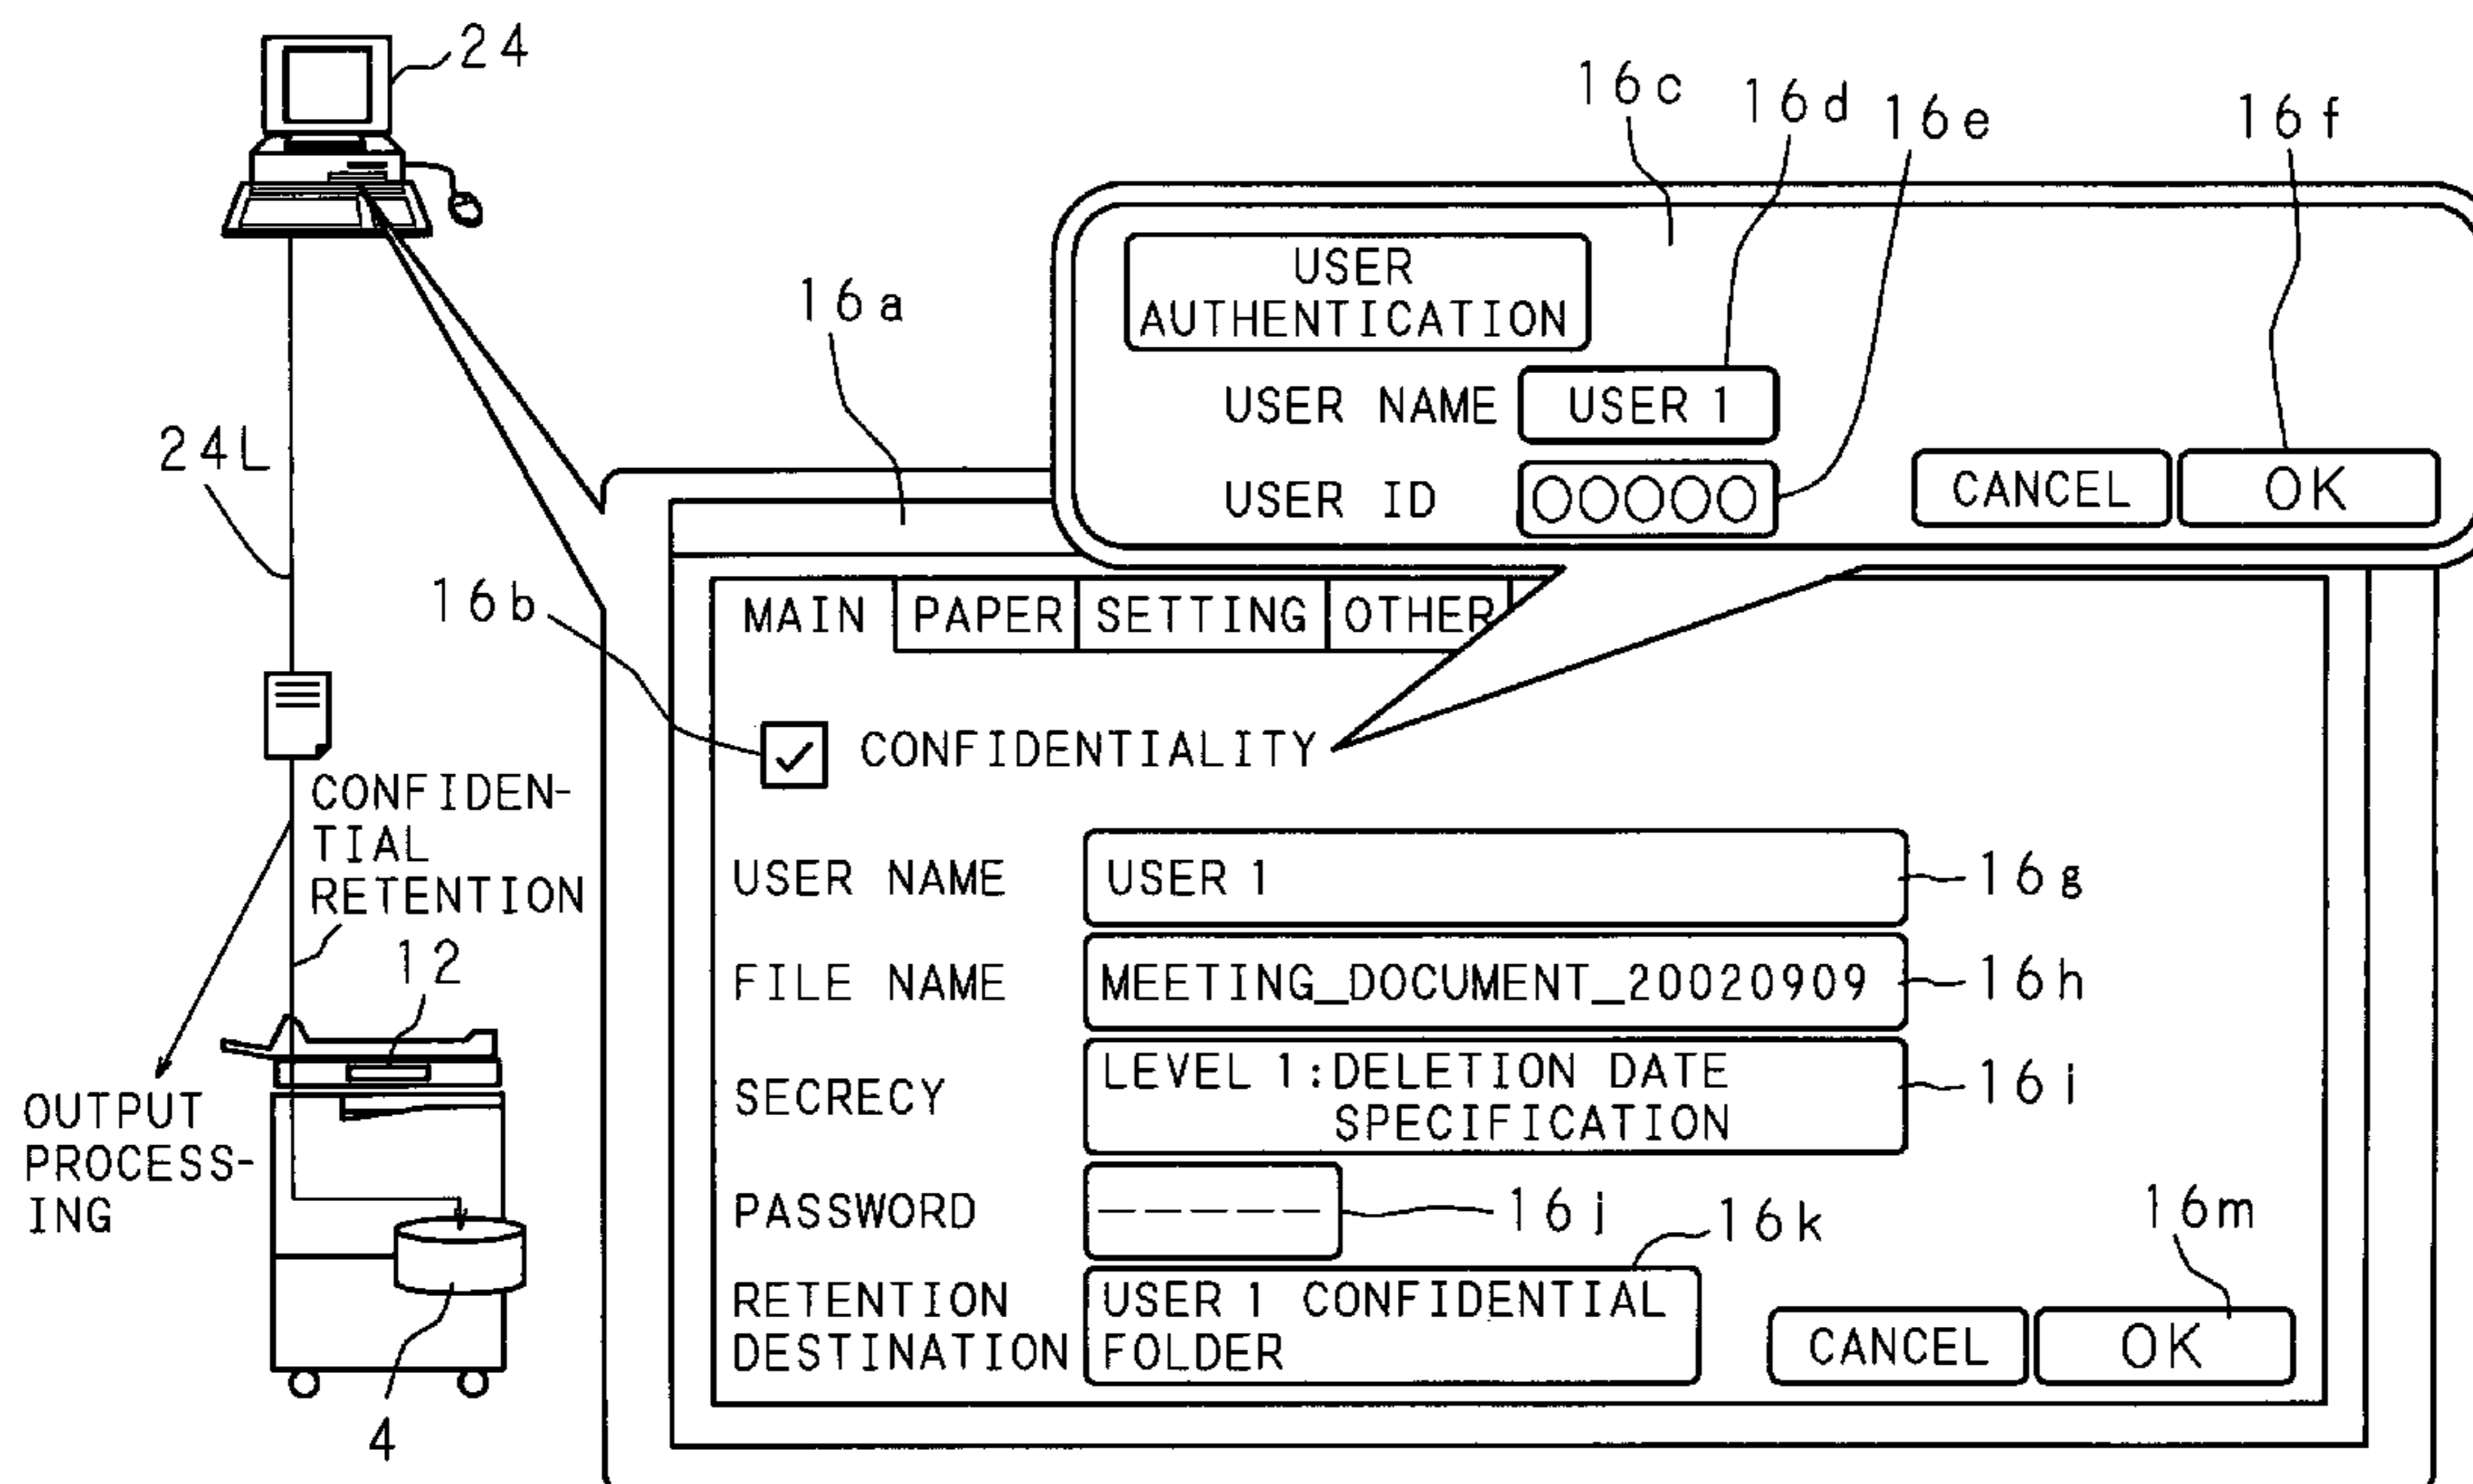 24
16c
16d
16e
16f
USER
AUTHENTICATION
16a
USER NAME USER 1
24L
USER ID OOOOO CANCEL OK
16b
MAIN PAPER SETTING OTHER
✓ CONFIDENTIALITY
CONFIDEN-
TIAL
RETENTION
USER NAME USER 1 16g
12
FILE NAME MEETING_DOCUMENT_20020909 16h
SECRECY LEVEL 1:DELETION DATE
SPECIFICATION 16i
OUTPUT
PROCESS-
ING
PASSWORD ------ 16j
16k
16m
RETENTION
DESTINATION
USER 1 CONFIDENTIAL
FOLDER
CANCEL OK
4